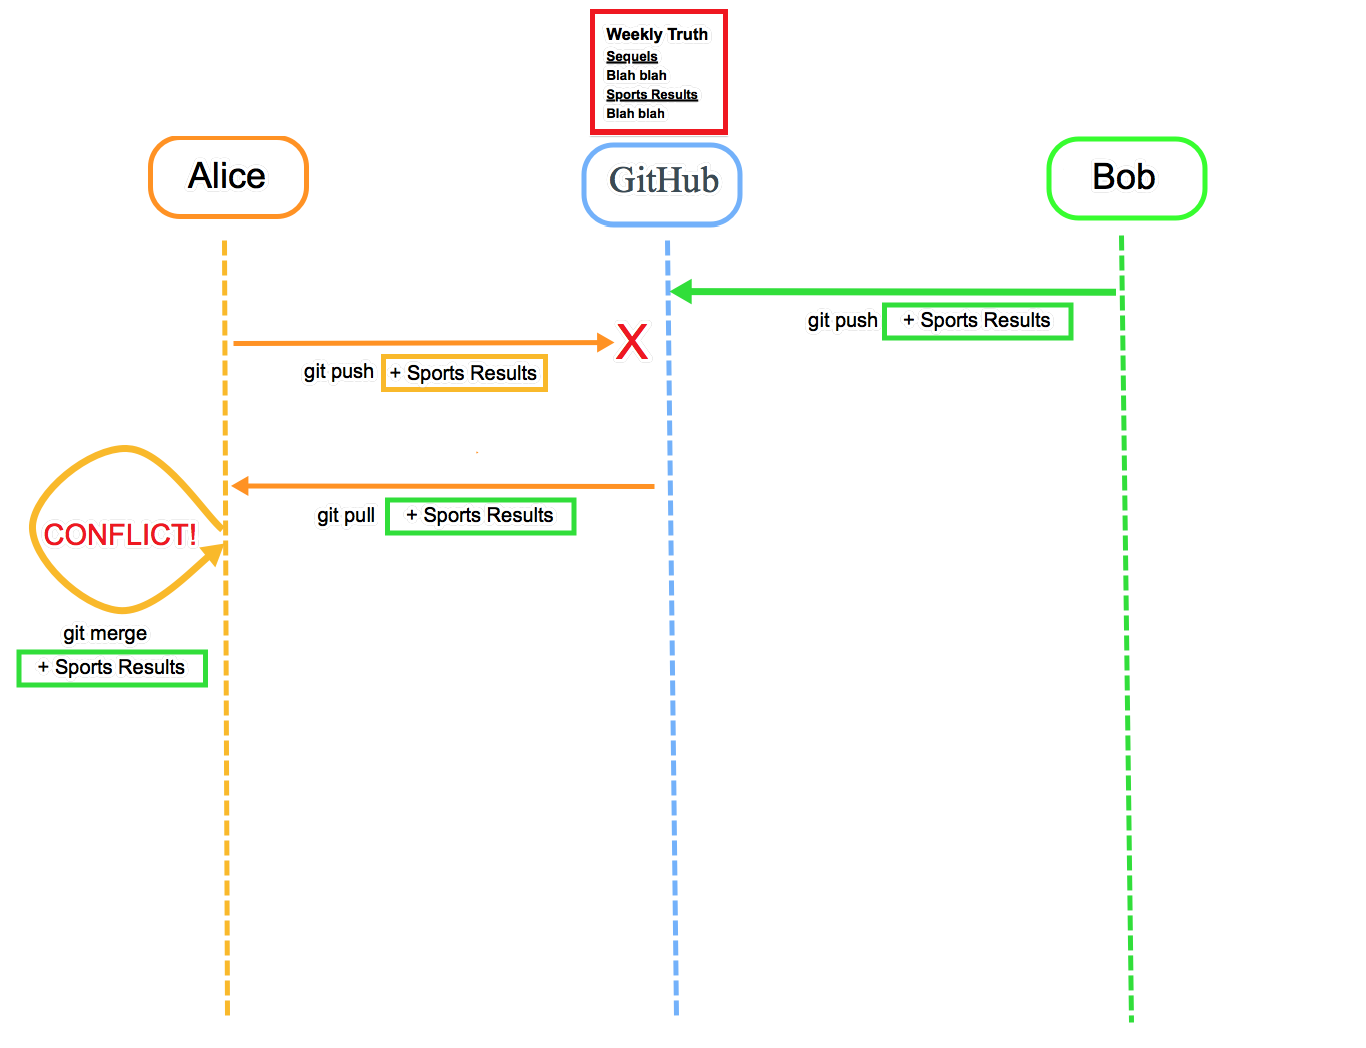 Weekly Truth
Sequels
Blah blah
Sports Results
Blah blah
Alice
GitHub
Bob
git push + Sports Results
X
git push + Sports Results
git pull + Sports Results
CONFLICT!
git merge
+ Sports Results